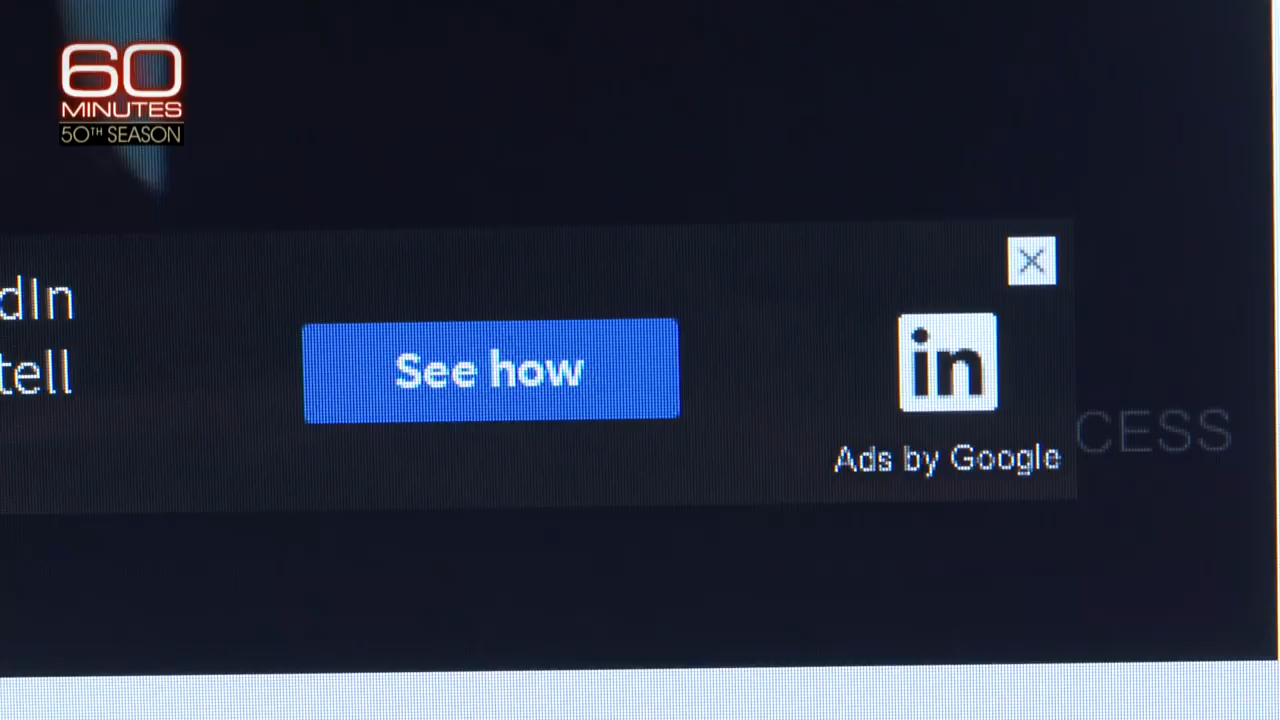 60
MINUTES
50TH SEASON
dIn
tell
See how
in
Ads by Google
CESS